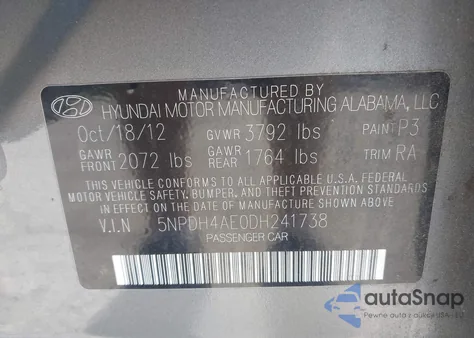 MANUFACTURED BY
HYUNDAI MOTOR MANUFACTURING ALABAMA, LLC
Oct/18/12 GVWR 3792 lbs PAINT P3
GAWR FRONT 2072 lbs GAWR REAR 1764 lbs TRIM RA
THIS VEHICLE CONFORMS TO ALL APPLICABLE U.S.A. FEDERAL
MOTOR VEHICLE SAFETY, BUMPER, AND THEFT PREVENTION STANDARDS
IN EFFECT ON THE DATE OF MANUFACTURE SHOWN ABOVE.
V.I.N 5NPDH4AE0DH241738
PASSENGER CAR
autaSnap